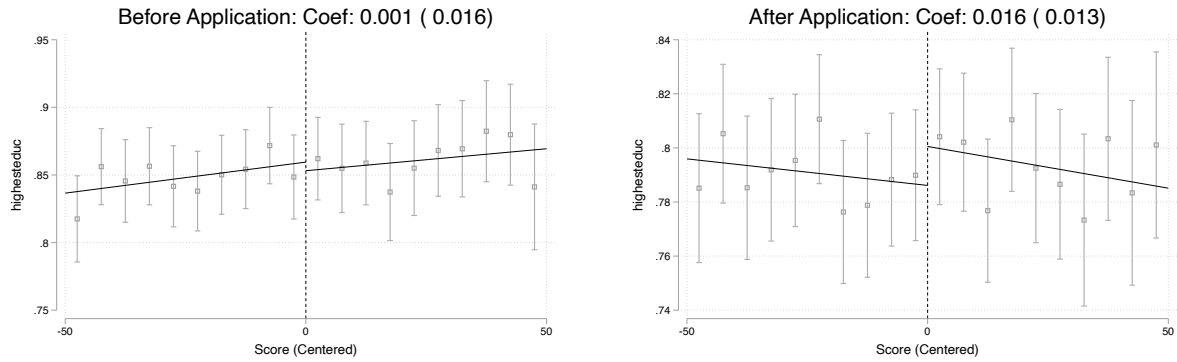 Before Application: Coef: 0.001 ( 0.016)
.95
.9
.85
.8
.75
highesteduc
-50
0
50
Score (Centered)
After Application: Coef: 0.016 (0.013)
.84
.82
.8
.78
.76
.74
highesteduc
-50
0
50
Score (Centered)